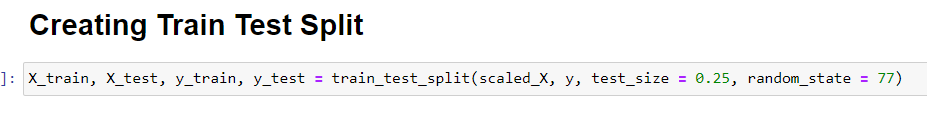 Creating Train Test Split
]: X_train, X_test, y_train, y_test = train_test_split(scaled_X, y, test_size = 0.25, random_state = 77)